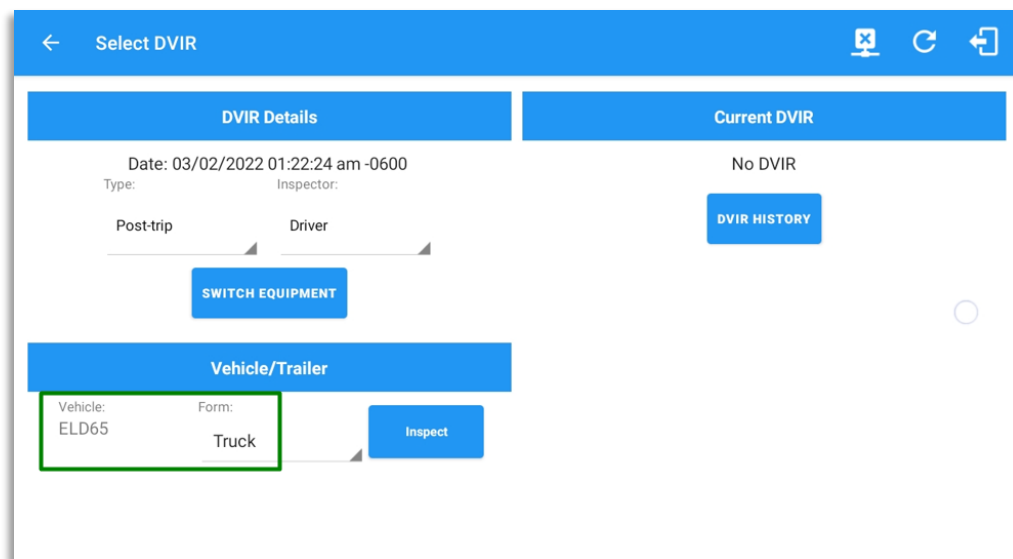 Select DVIR
DVIR Details
Date: 03/02/2022 01:22:24 am -0600
Type: Inspector:
Post-trip Driver
SWITCH EQUIPMENT
Vehicle/Trailer
Vehicle: Form:
ELD65 Truck
Inspect
Current DVIR
No DVIR
DVIR HISTORY